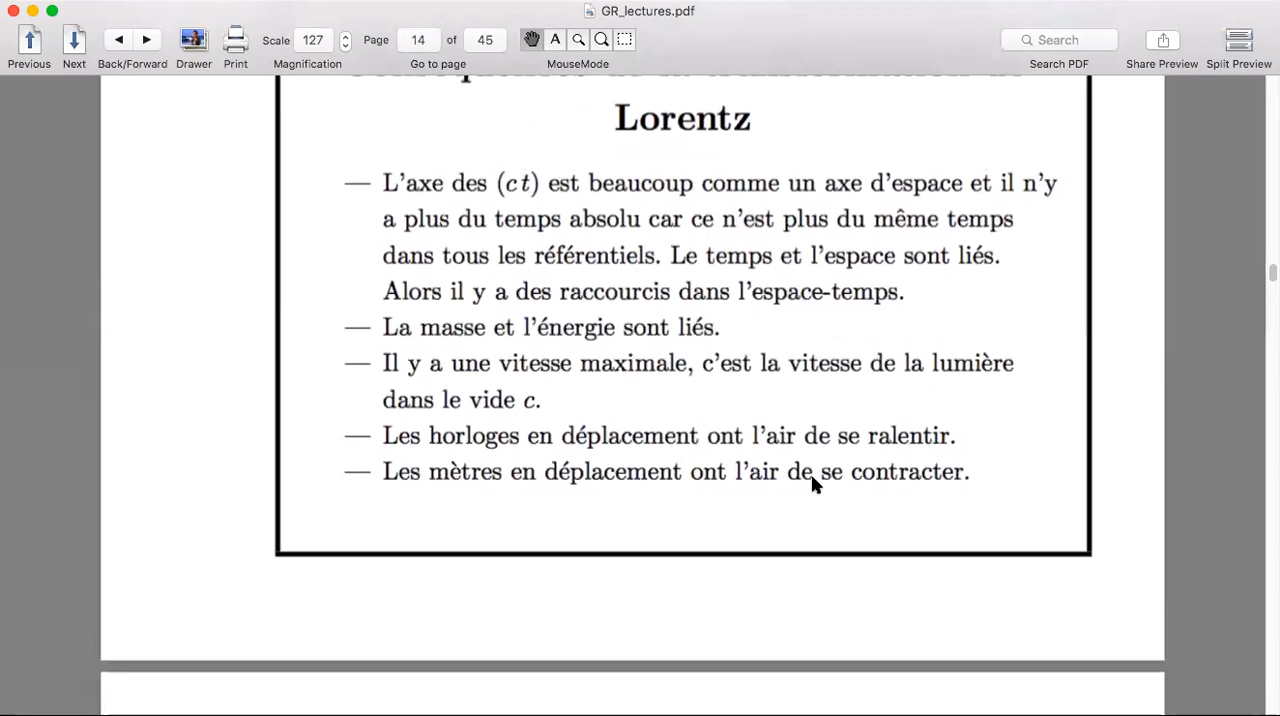 GR_lectures.pdf
Scale 127 Page 14 of 45 A Search
Previous Next Back/Forward Drawer Print Magnification Go to page MouseMode Search PDF Share Preview Split Preview
Lorentz
— L'axe des (c t) est beaucoup comme un axe d'espace et il n'y
a plus du temps absolu car ce n'est plus du même temps
dans tous les référentiels. Le temps et l'espace sont liés.
Alors il y a des raccourcis dans l'espace-temps.
— La masse et l'énergie sont liés.
— Il y a une vitesse maximale, c'est la vitesse de la lumière
dans le vide c.
— Les horloges en déplacement ont l'air de se ralentir.
— Les mètres en déplacement ont l'air de se contracter.